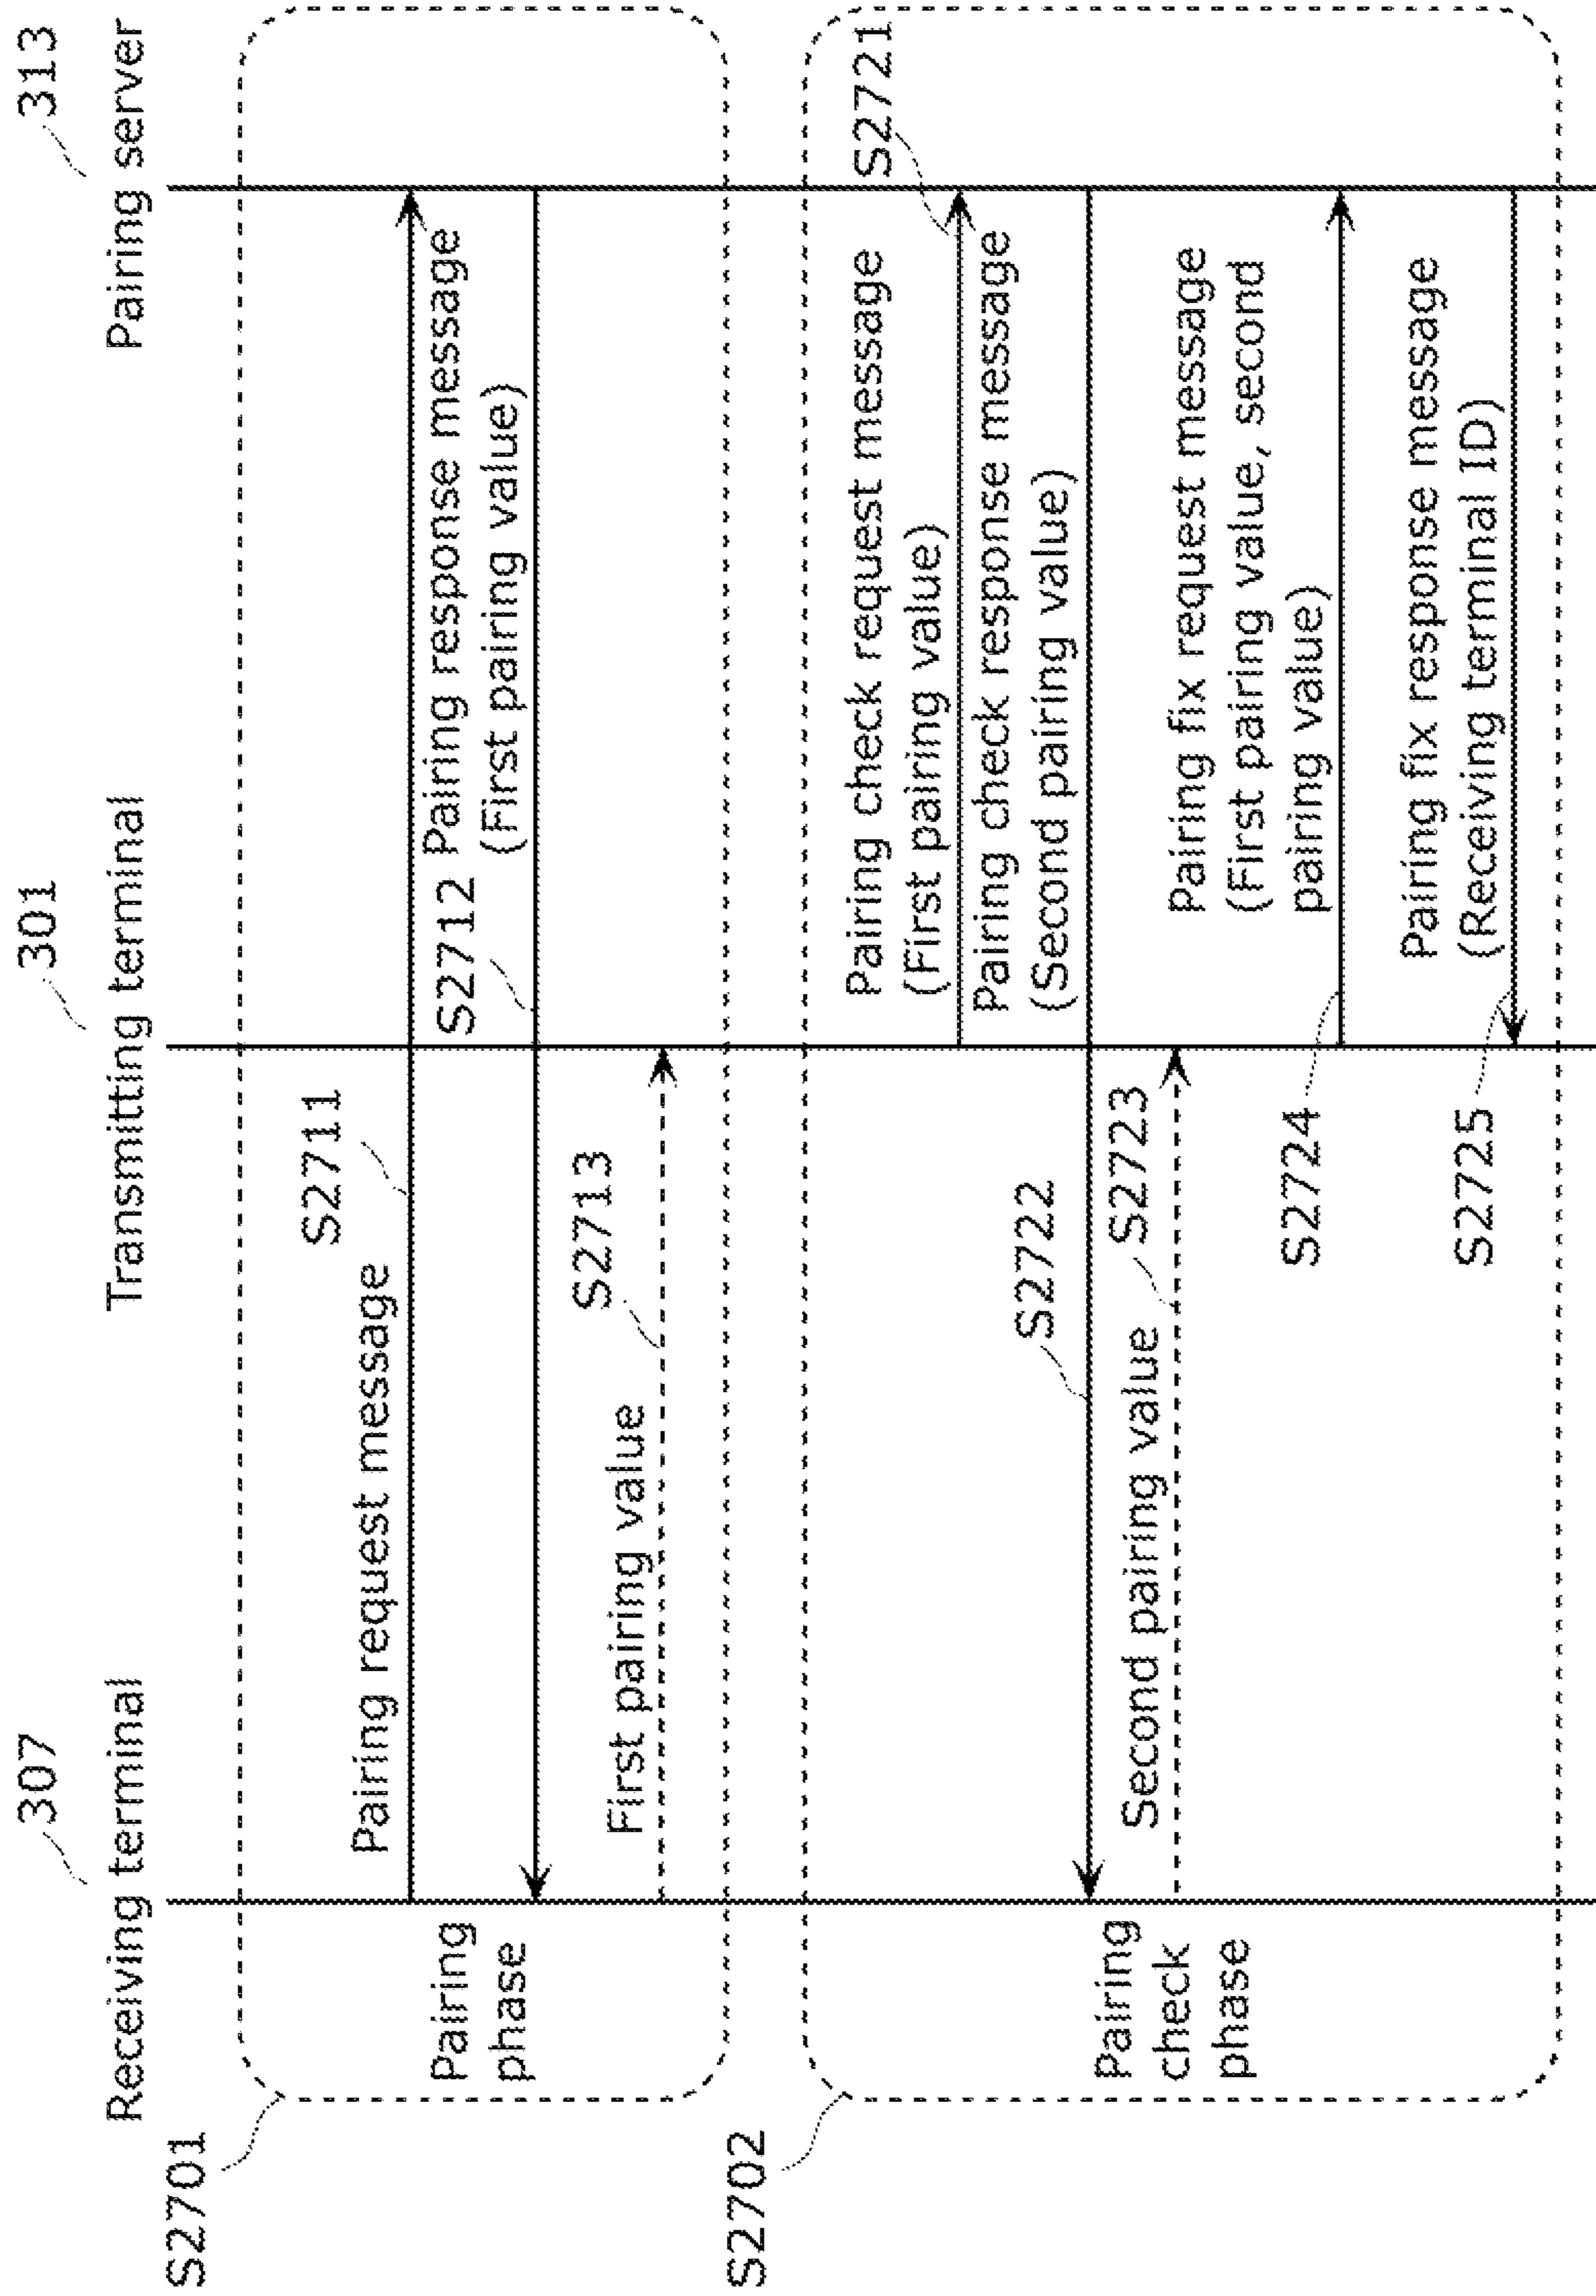 307
301
313
Receiving terminal
Transmitting terminal
Pairing server
S2701
Pairing
phase
S2711
Pairing request message
S2712
Pairing response message
(First pairing value)
S2713
First pairing value
S2702
Pairing
check
phase
S2721
Pairing check request message
(First pairing value)
Pairing check response message
(Second pairing value)
S2722
Second pairing value
S2723
Pairing fix request message
(First pairing value, second
pairing value)
S2724
Pairing fix response message
(Receiving terminal ID)
S2725